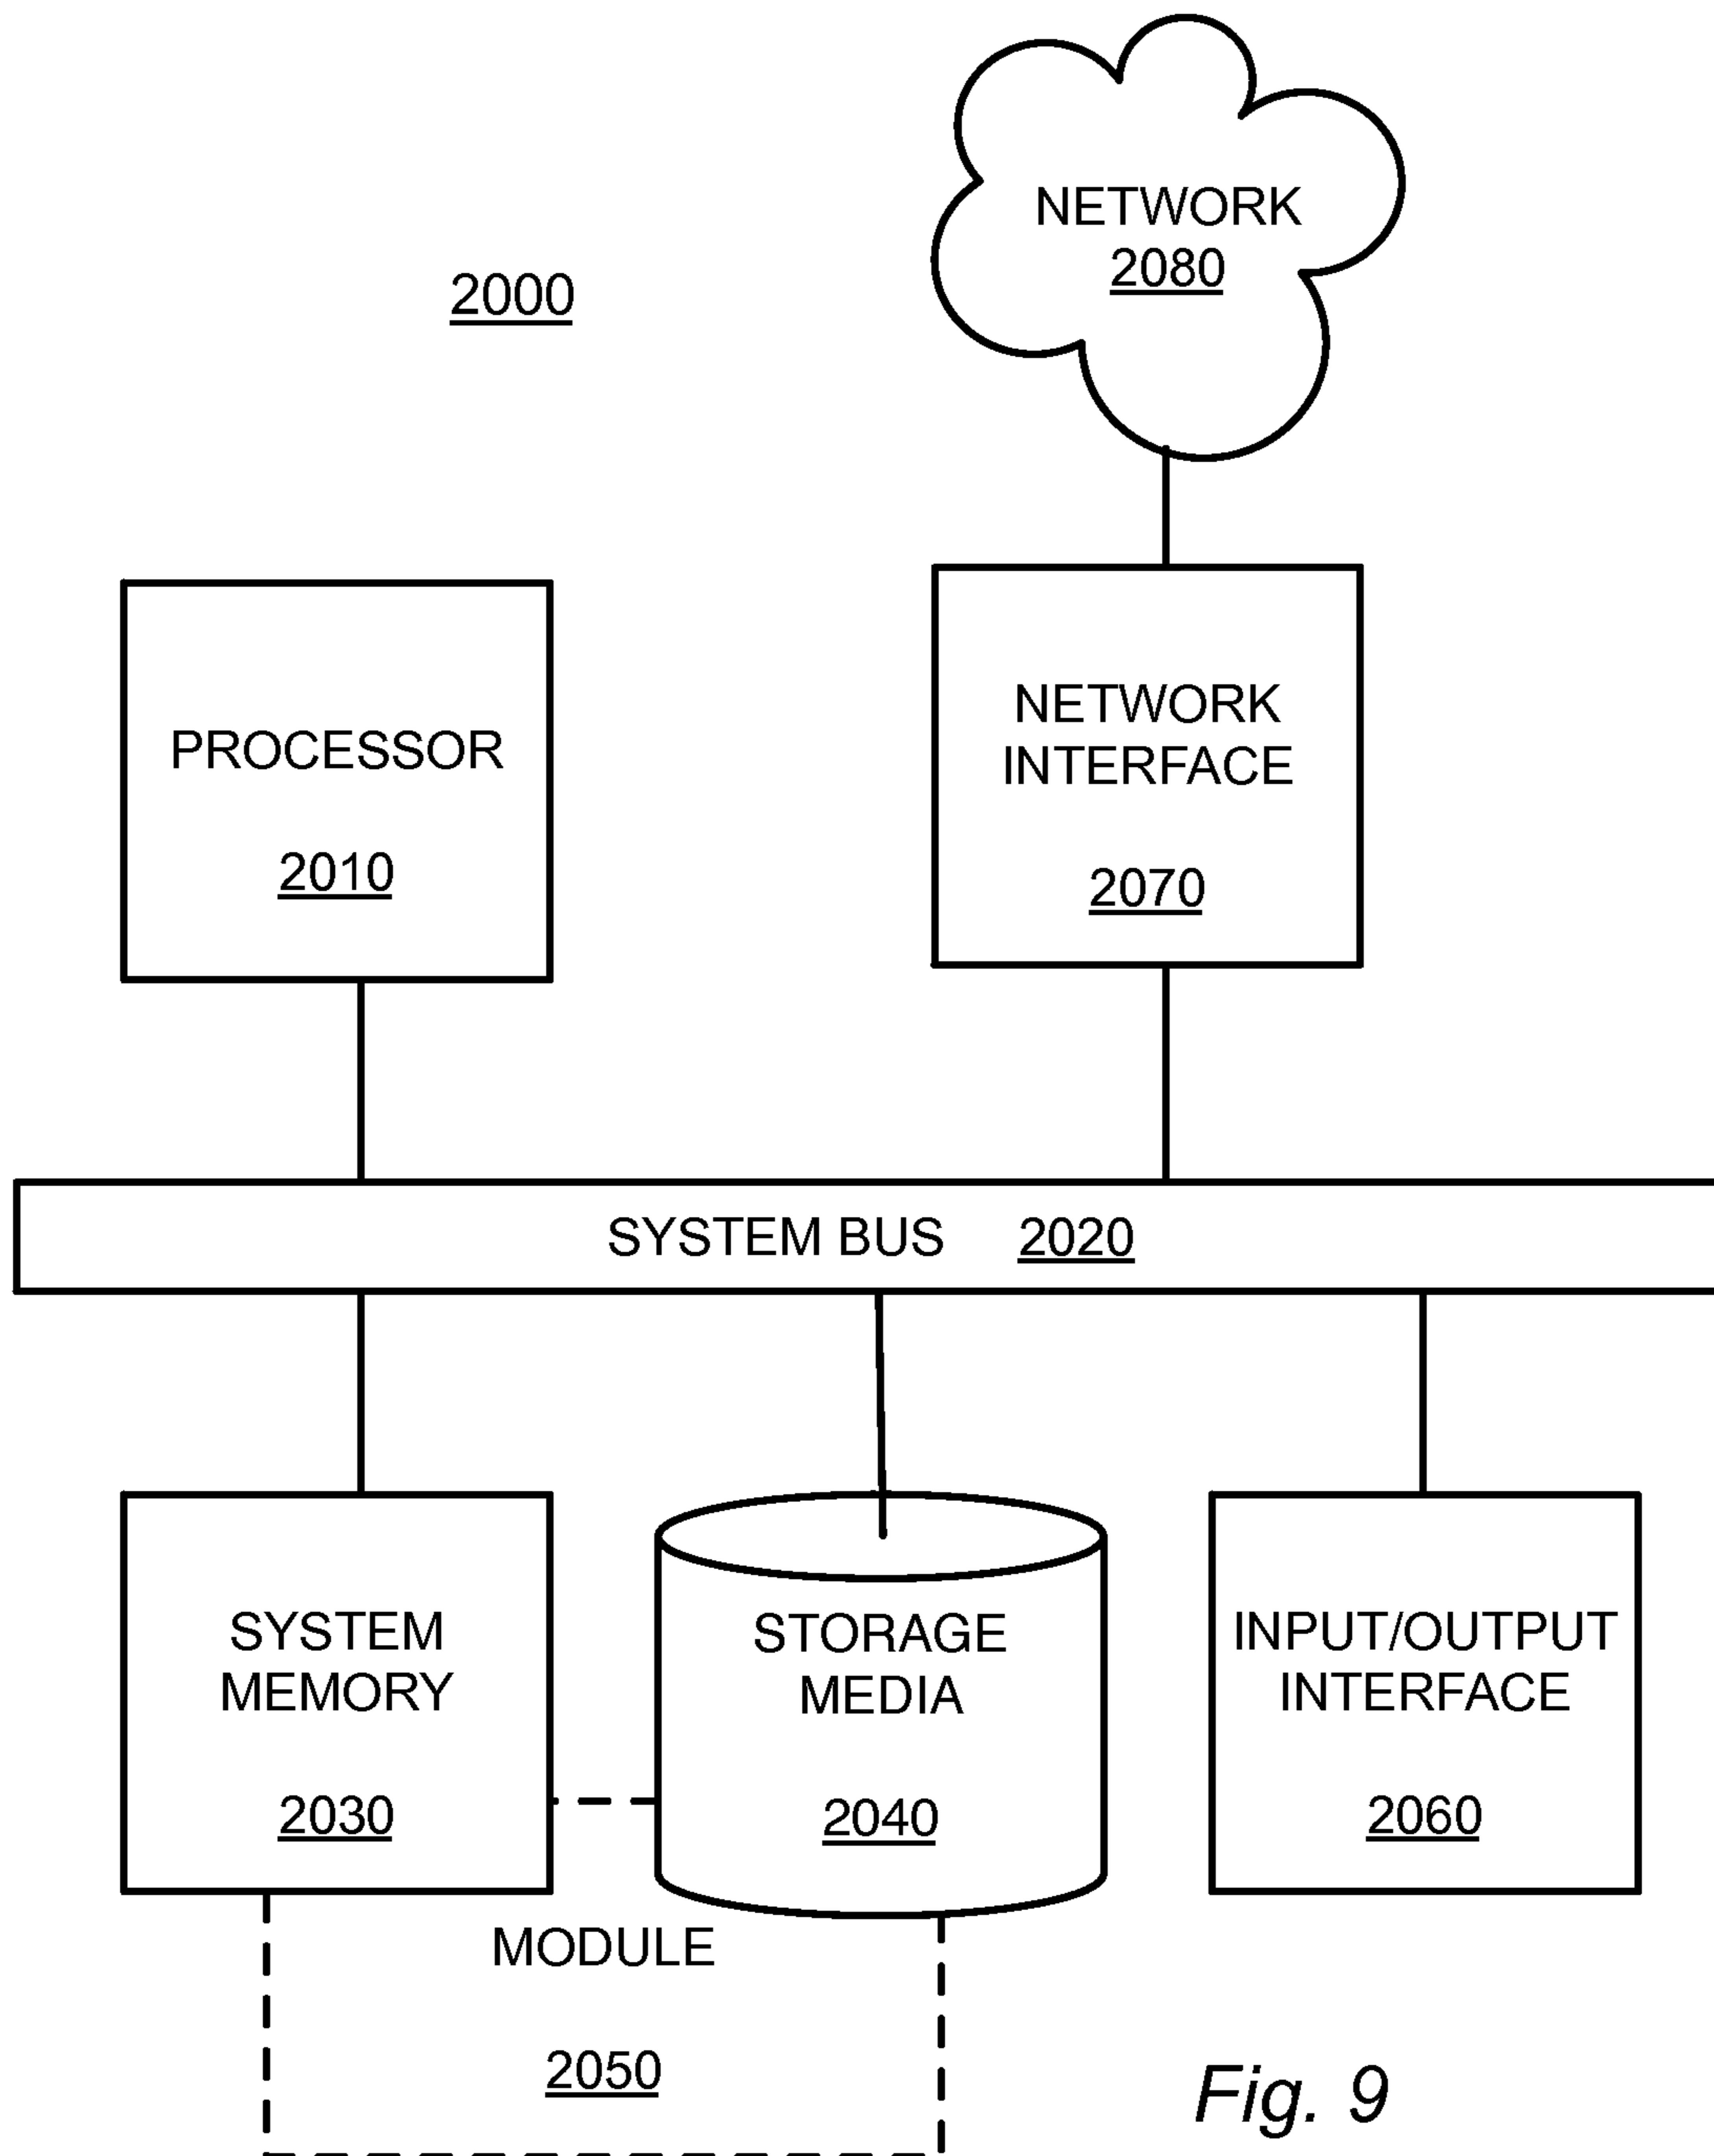 NETWORK
2080
2000
PROCESSOR
2010
NETWORK
INTERFACE
2070
SYSTEM BUS 2020
SYSTEM
MEMORY
2030
STORAGE
MEDIA
2040
INPUT/OUTPUT
INTERFACE
2060
MODULE
2050
Fig. 9